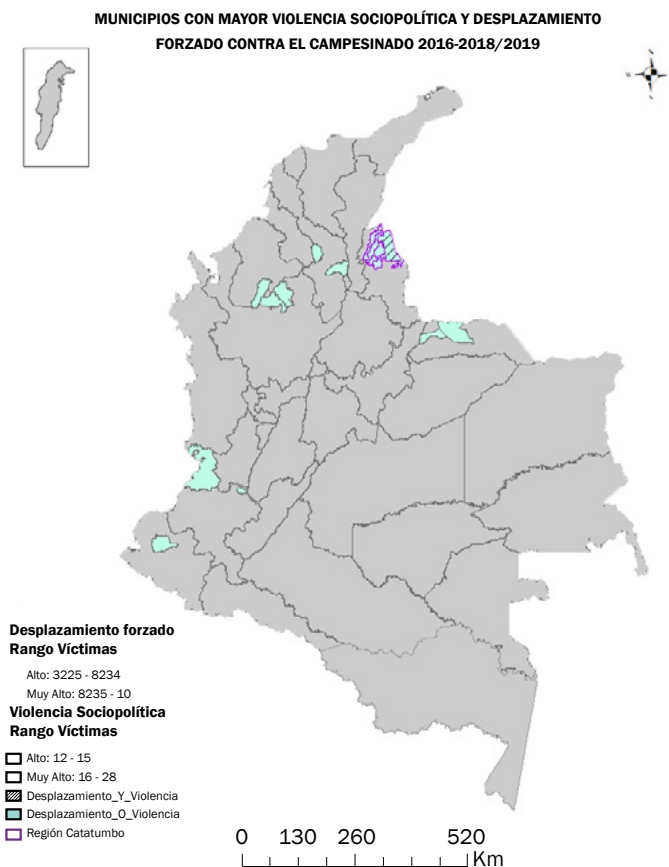 MUNICIPIOS CON MAYOR VIOLENCIA SOCIOPOLÍTICA Y DESPLAZAMIENTO
FORZADO CONTRA EL CAMPESINADO 2016-2018/2019
Desplazamiento forzado
Rango Víctimas
Alto: 3225 - 8234
Muy Alto: 8235 - 10
Violencia Sociopolítica
Rango Víctimas
Alto: 12 - 15
Muy Alto: 16 - 28
Desplazamiento_Y_Violencia
Desplazamiento_O_Violencia
Región Catatumbo
0 130 260 520
Km